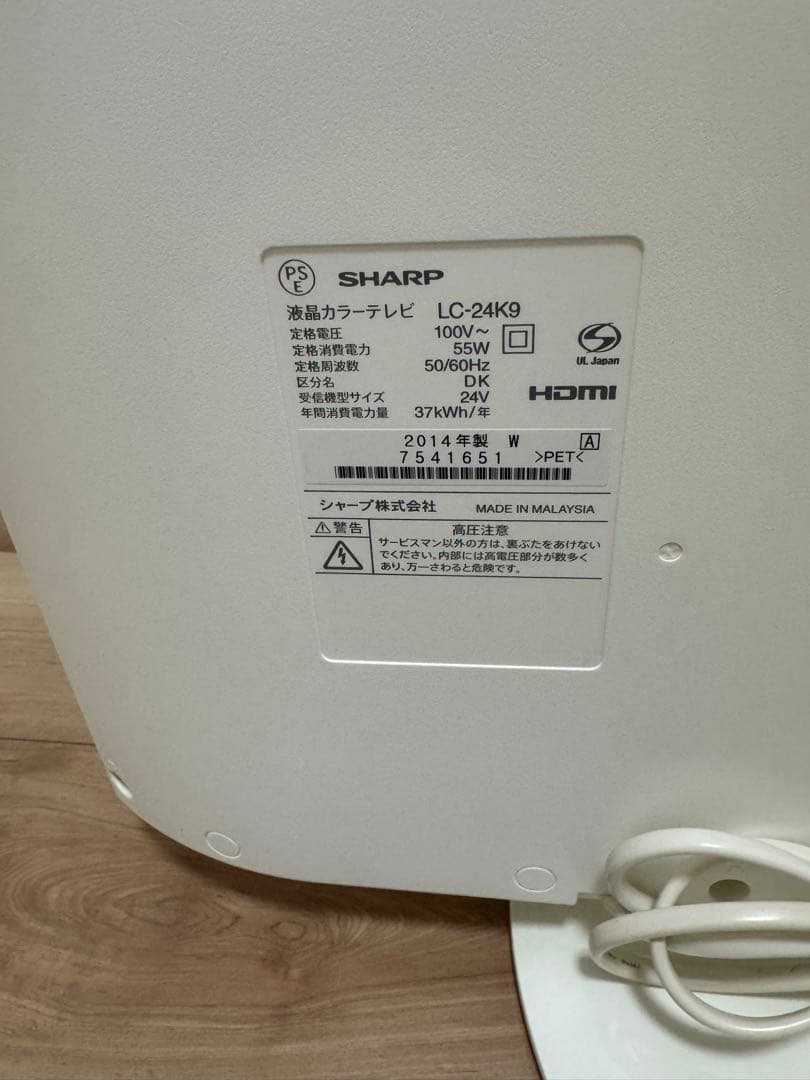 PS
E
SHARP
液晶カラーテレビ LC-24K9
定格電圧 100V～
定格消費電力 55W
定格周波数 50/60Hz
区分名 DK
受信機型サイズ 24V
年間消費電力量 37kWh/年
UL Japan
HDMI
2014年製 W A
7541651 >PET<
シャープ株式会社 MADE IN MALAYSIA
⚠警告 高圧注意
サービスマン以外の方は、裏ぶたをあけない
でください。内部には高電圧部分が数多く
あり、万一さわると危険です。